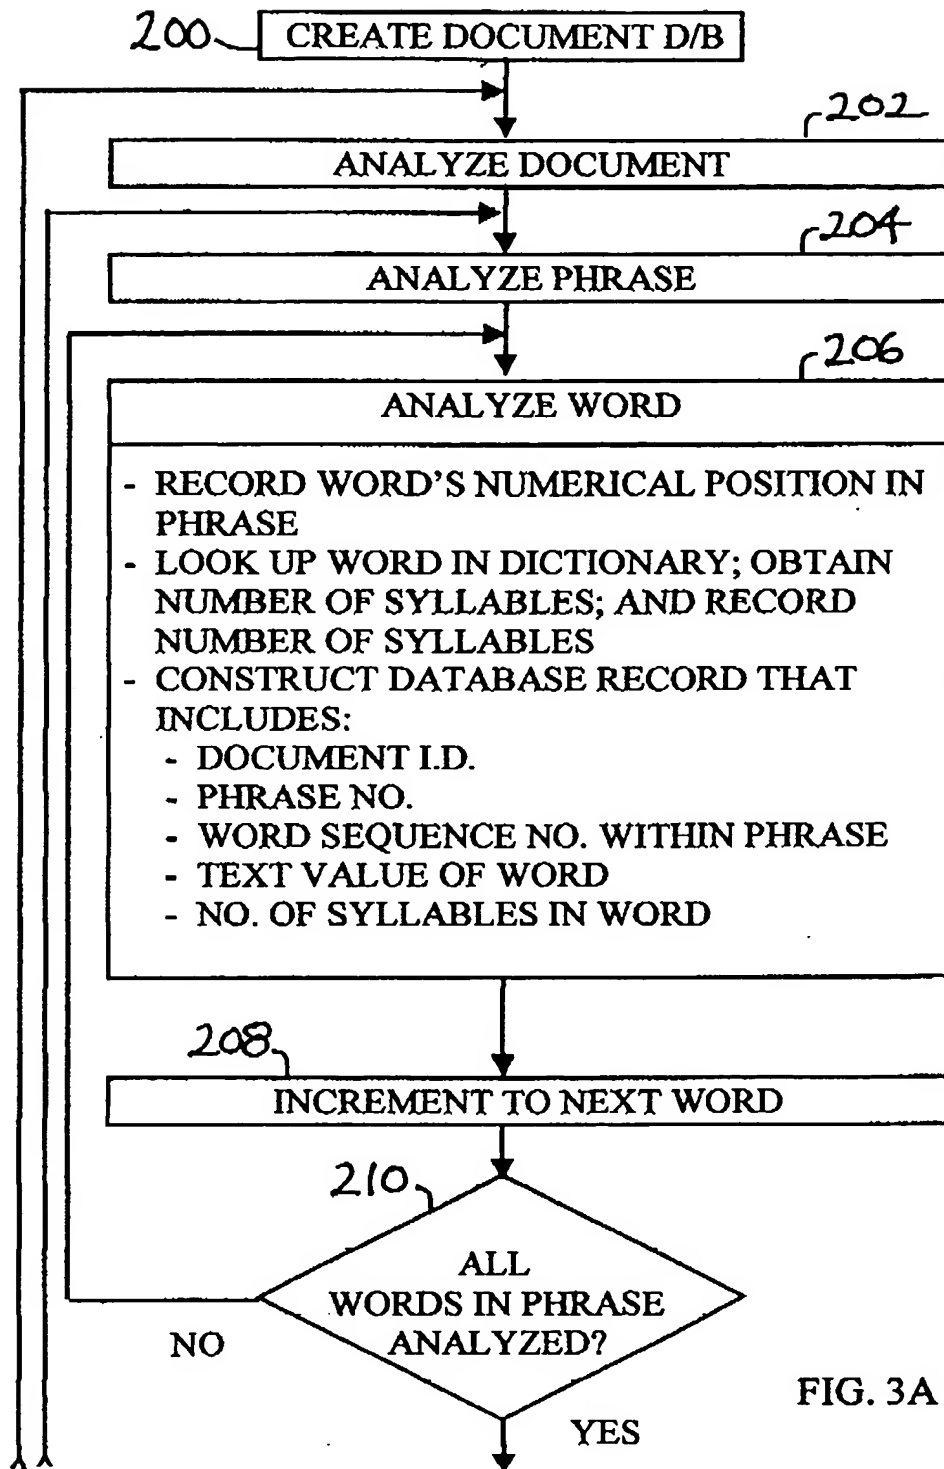 200 CREATE DOCUMENT D/B
202
ANALYZE DOCUMENT
204
ANALYZE PHRASE
206
ANALYZE WORD
- RECORD WORD'S NUMERICAL POSITION IN
PHRASE
- LOOK UP WORD IN DICTIONARY; OBTAIN
NUMBER OF SYLLABLES; AND RECORD
NUMBER OF SYLLABLES
- CONSTRUCT DATABASE RECORD THAT
INCLUDES:
- DOCUMENT I.D.
- PHRASE NO.
- WORD SEQUENCE NO. WITHIN PHRASE
- TEXT VALUE OF WORD
- NO. OF SYLLABLES IN WORD
208
INCREMENT TO NEXT WORD
210
ALL
WORDS IN PHRASE
ANALYZED?
NO
FIG. 3A
YES